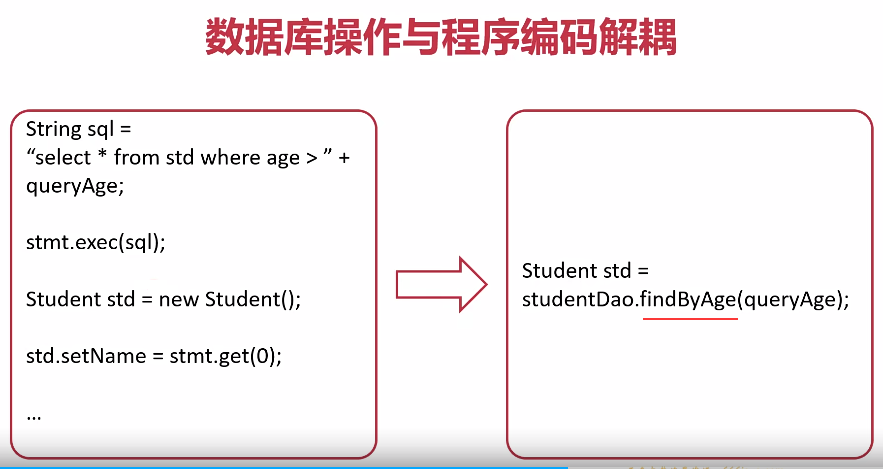 数据库操作与程序编码解耦
String sql =
“select * from std where age > ” +
queryAge;
stmt.exec(sql);
Student std = new Student();
std.setName = stmt.get(0);
...
Student std =
studentDao.findByAge(queryAge);